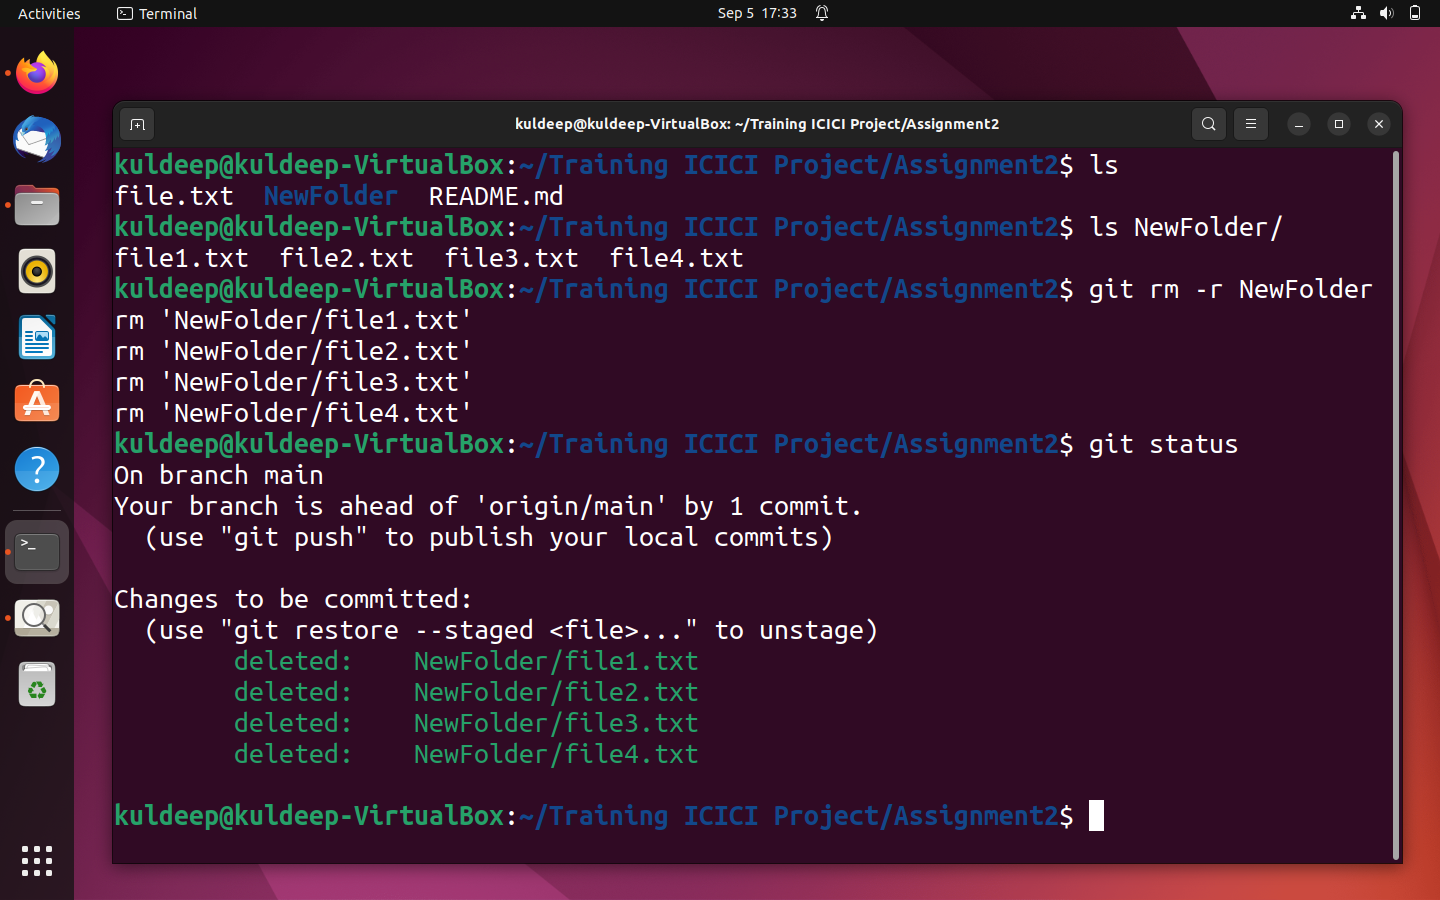 Activities Terminal Sep 5 17:33
kuldeep@kuldeep-VirtualBox: ~/Training ICICI Project/Assignment2
kuldeep@kuldeep-VirtualBox:~/Training ICICI Project/Assignment2$ ls
file.txt  NewFolder  README.md
kuldeep@kuldeep-VirtualBox:~/Training ICICI Project/Assignment2$ ls NewFolder/
file1.txt  file2.txt  file3.txt  file4.txt
kuldeep@kuldeep-VirtualBox:~/Training ICICI Project/Assignment2$ git rm -r NewFolder
rm 'NewFolder/file1.txt'
rm 'NewFolder/file2.txt'
rm 'NewFolder/file3.txt'
rm 'NewFolder/file4.txt'
kuldeep@kuldeep-VirtualBox:~/Training ICICI Project/Assignment2$ git status
On branch main
Your branch is ahead of 'origin/main' by 1 commit.
  (use "git push" to publish your local commits)

Changes to be committed:
  (use "git restore --staged <file>..." to unstage)
        deleted:    NewFolder/file1.txt
        deleted:    NewFolder/file2.txt
        deleted:    NewFolder/file3.txt
        deleted:    NewFolder/file4.txt

kuldeep@kuldeep-VirtualBox:~/Training ICICI Project/Assignment2$